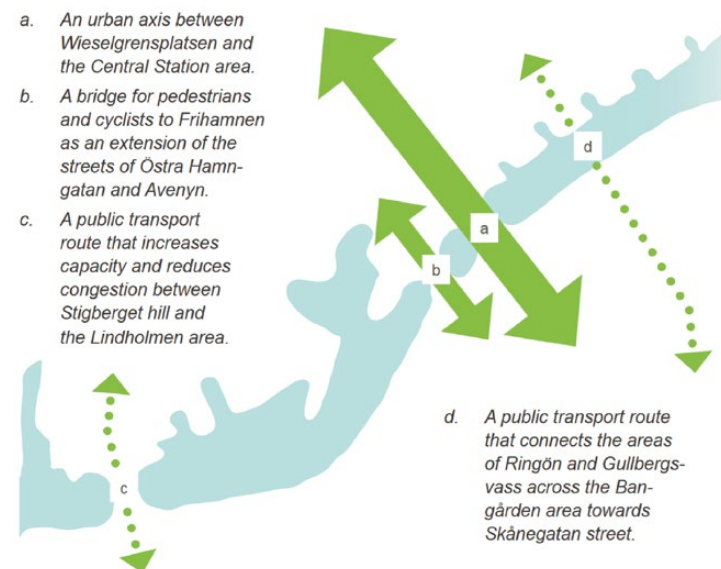 a. An urban axis between
Wieselgrensplatsen and
the Central Station area.
b. A bridge for pedestrians
and cyclists to Frihamnen
as an extension of the
streets of Östra Hamn-
gatan and Avenyn.
c. A public transport
route that increases
capacity and reduces
congestion between
Stigberget hill and
the Lindholmen area.
d
a
b
c
d. A public transport route
that connects the areas
of Ringön and Gullbergs-
vass across the Ban-
gården area towards
Skånegatan street.